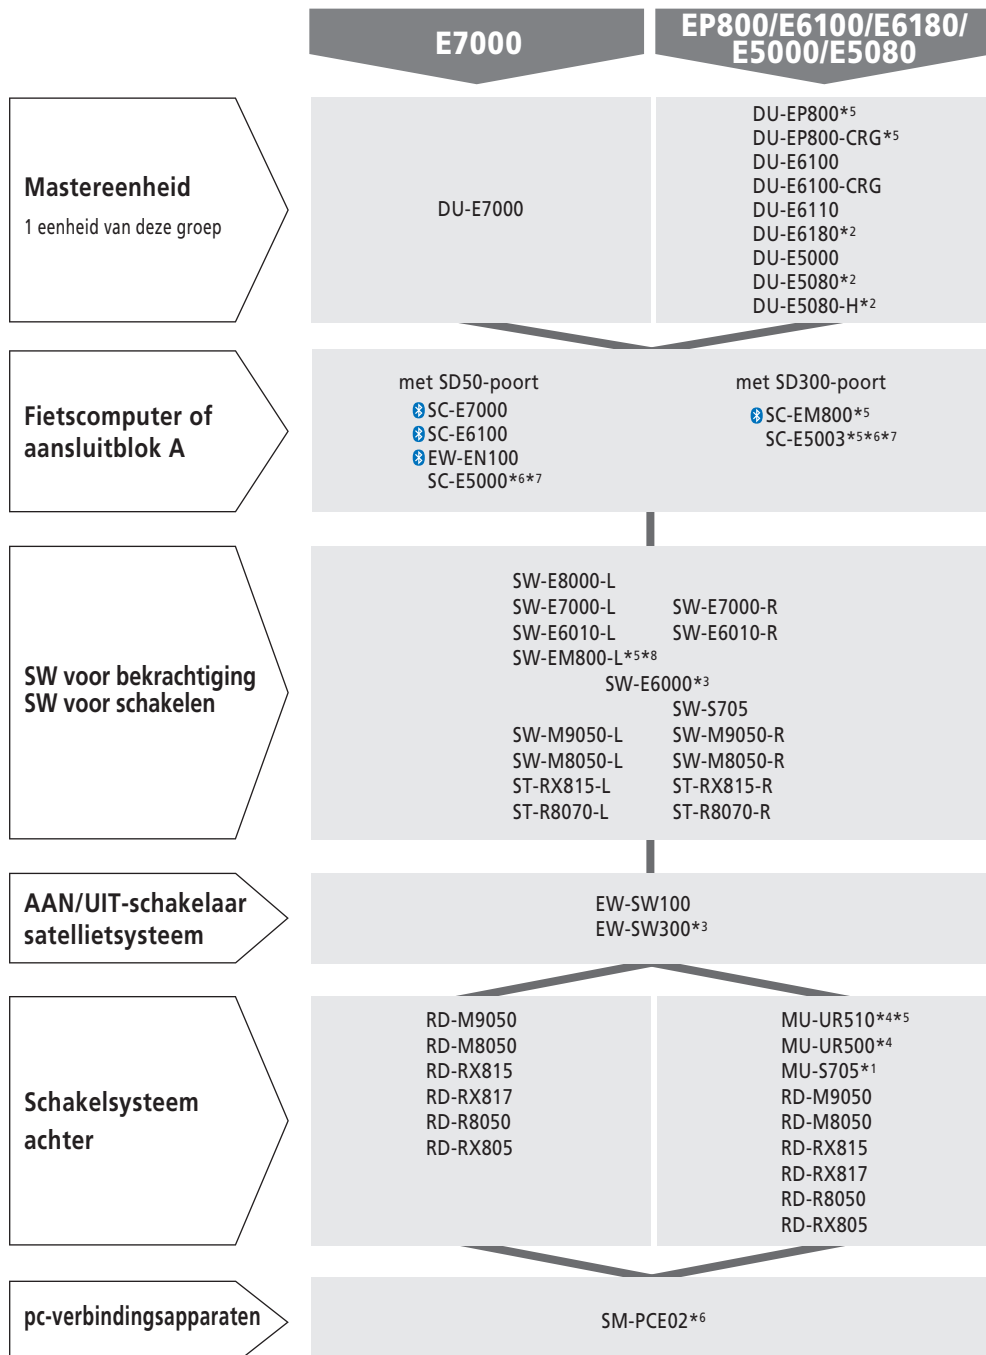 E7000
EP800/E6100/E6180/
E5000/E5080
Mastereenheid
1 eenheid van deze groep
DU-E7000
DU-EP800*5
DU-EP800-CRG*5
DU-E6100
DU-E6100-CRG
DU-E6110
DU-E6180*2
DU-E5000
DU-E5080*2
DU-E5080-H*2
Fietscomputer of
aansluitblok A
met SD50-poort
SC-E7000
SC-E6100
EW-EN100
SC-E5000*6*7
met SD300-poort
SC-EM800*5
SC-E5003*5*6*7
SW voor bekrachtiging
SW voor schakelen
SW-E8000-L
SW-E7000-L SW-E7000-R
SW-E6010-L SW-E6010-R
SW-EM800-L*5*8
SW-E6000*3
SW-S705
SW-M9050-L SW-M9050-R
SW-M8050-L SW-M8050-R
ST-RX815-L ST-RX815-R
ST-R8070-L ST-R8070-R
AAN/UIT-schakelaar
satellietsysteem
EW-SW100
EW-SW300*3
Schakelsysteem
achter
RD-M9050
RD-M8050
RD-RX815
RD-RX817
RD-R8050
RD-RX805
MU-UR510*4*5
MU-UR500*4
MU-S705*1
RD-M9050
RD-M8050
RD-RX815
RD-RX817
RD-R8050
RD-RX805
pc-verbindingsapparaten
SM-PCE02*6